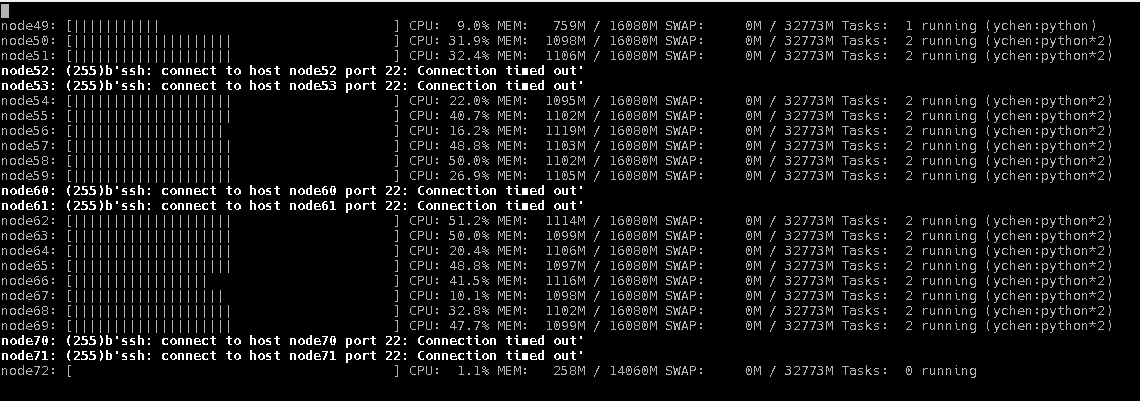 node49: [|||||||||||                             ] CPU:  9.0% MEM:   759M / 16080M SWAP:     0M / 32773M Tasks:  1 running (ychen:python)
node50: [||||||||||||||||||||                    ] CPU: 31.9% MEM:  1098M / 16080M SWAP:     0M / 32773M Tasks:  2 running (ychen:python*2)
node51: [||||||||||||||||||||                    ] CPU: 32.4% MEM:  1106M / 16080M SWAP:     0M / 32773M Tasks:  2 running (ychen:python*2)
node52: (255)b'ssh: connect to host node52 port 22: Connection timed out'
node53: (255)b'ssh: connect to host node53 port 22: Connection timed out'
node54: [||||||||||||||||||||                    ] CPU: 22.0% MEM:  1095M / 16080M SWAP:     0M / 32773M Tasks:  2 running (ychen:python*2)
node55: [||||||||||||||||||||                    ] CPU: 40.7% MEM:  1102M / 16080M SWAP:     0M / 32773M Tasks:  2 running (ychen:python*2)
node56: [|||||||||||||||||||                     ] CPU: 16.2% MEM:  1119M / 16080M SWAP:     0M / 32773M Tasks:  2 running (ychen:python*2)
node57: [||||||||||||||||||||                    ] CPU: 48.8% MEM:  1103M / 16080M SWAP:     0M / 32773M Tasks:  2 running (ychen:python*2)
node58: [||||||||||||||||||||                    ] CPU: 50.0% MEM:  1102M / 16080M SWAP:     0M / 32773M Tasks:  2 running (ychen:python*2)
node59: [||||||||||||||||||||                    ] CPU: 26.9% MEM:  1105M / 16080M SWAP:     0M / 32773M Tasks:  2 running (ychen:python*2)
node60: (255)b'ssh: connect to host node60 port 22: Connection timed out'
node61: (255)b'ssh: connect to host node61 port 22: Connection timed out'
node62: [||||||||||||||||||||                    ] CPU: 51.2% MEM:  1114M / 16080M SWAP:     0M / 32773M Tasks:  2 running (ychen:python*2)
node63: [||||||||||||||||||||                    ] CPU: 50.0% MEM:  1099M / 16080M SWAP:     0M / 32773M Tasks:  2 running (ychen:python*2)
node64: [||||||||||||||||||||                    ] CPU: 20.4% MEM:  1106M / 16080M SWAP:     0M / 32773M Tasks:  2 running (ychen:python*2)
node65: [||||||||||||||||||||                    ] CPU: 48.8% MEM:  1097M / 16080M SWAP:     0M / 32773M Tasks:  2 running (ychen:python*2)
node66: [|||||||||||||||||                       ] CPU: 41.5% MEM:  1116M / 16080M SWAP:     0M / 32773M Tasks:  2 running (ychen:python*2)
node67: [|||||||||||||||||||                     ] CPU: 10.1% MEM:  1098M / 16080M SWAP:     0M / 32773M Tasks:  2 running (ychen:python*2)
node68: [||||||||||||||||||||                    ] CPU: 32.8% MEM:  1102M / 16080M SWAP:     0M / 32773M Tasks:  2 running (ychen:python*2)
node69: [||||||||||||||||||||                    ] CPU: 47.7% MEM:  1099M / 16080M SWAP:     0M / 32773M Tasks:  2 running (ychen:python*2)
node70: (255)b'ssh: connect to host node70 port 22: Connection timed out'
node71: (255)b'ssh: connect to host node71 port 22: Connection timed out'
node72: [                                        ] CPU:  1.1% MEM:   258M / 14060M SWAP:     0M / 32773M Tasks:  0 running